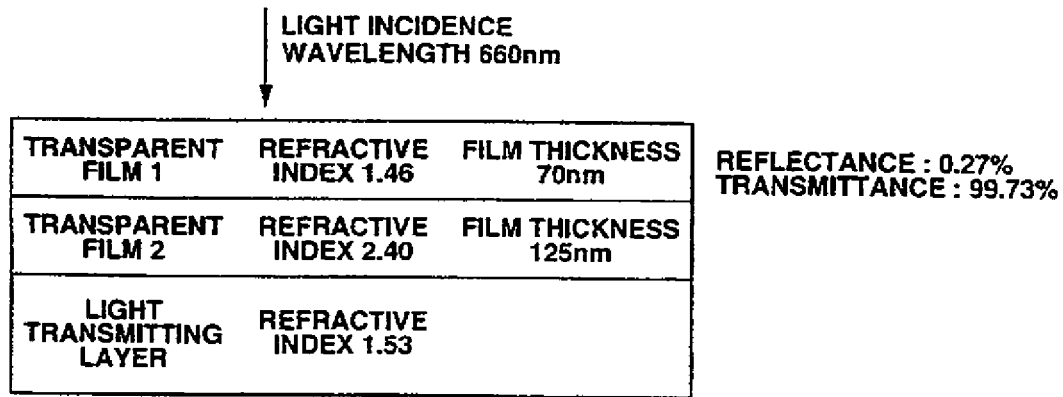 LIGHT INCIDENCE
WAVELENGTH 660nm
TRANSPARENT
FILM 1
REFRACTIVE
INDEX 1.46
FILM THICKNESS
70nm
REFLECTANCE : 0.27%
TRANSMITTANCE : 99.73%
TRANSPARENT
FILM 2
REFRACTIVE
INDEX 2.40
FILM THICKNESS
125nm
LIGHT
TRANSMITTING
LAYER
REFRACTIVE
INDEX 1.53